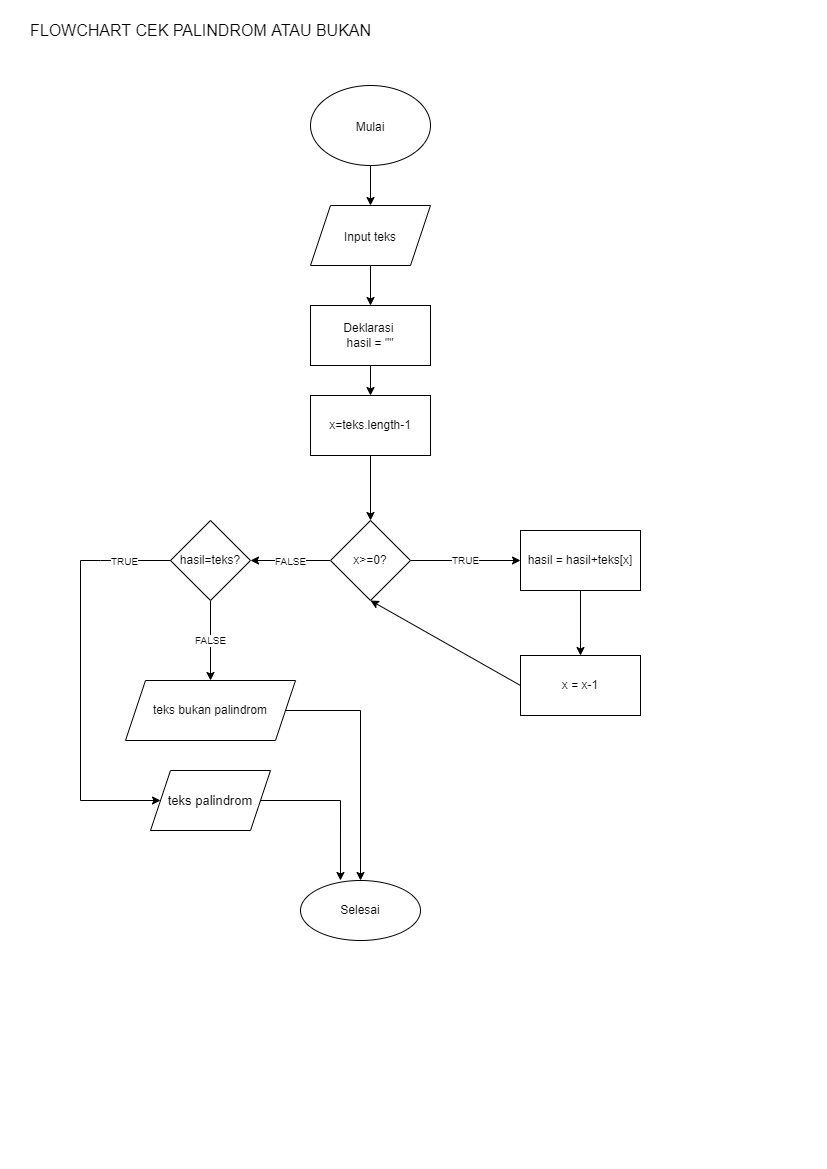 FLOWCHART CEK PALINDROM ATAU BUKAN
Mulai
Input teks
Deklarasi
hasil = ""
x=teks.length-1
x>=0?
TRUE
hasil = hasil+teks[x]
x = x-1
FALSE
hasil=teks?
TRUE
FALSE
teks bukan palindrom
teks palindrom
Selesai